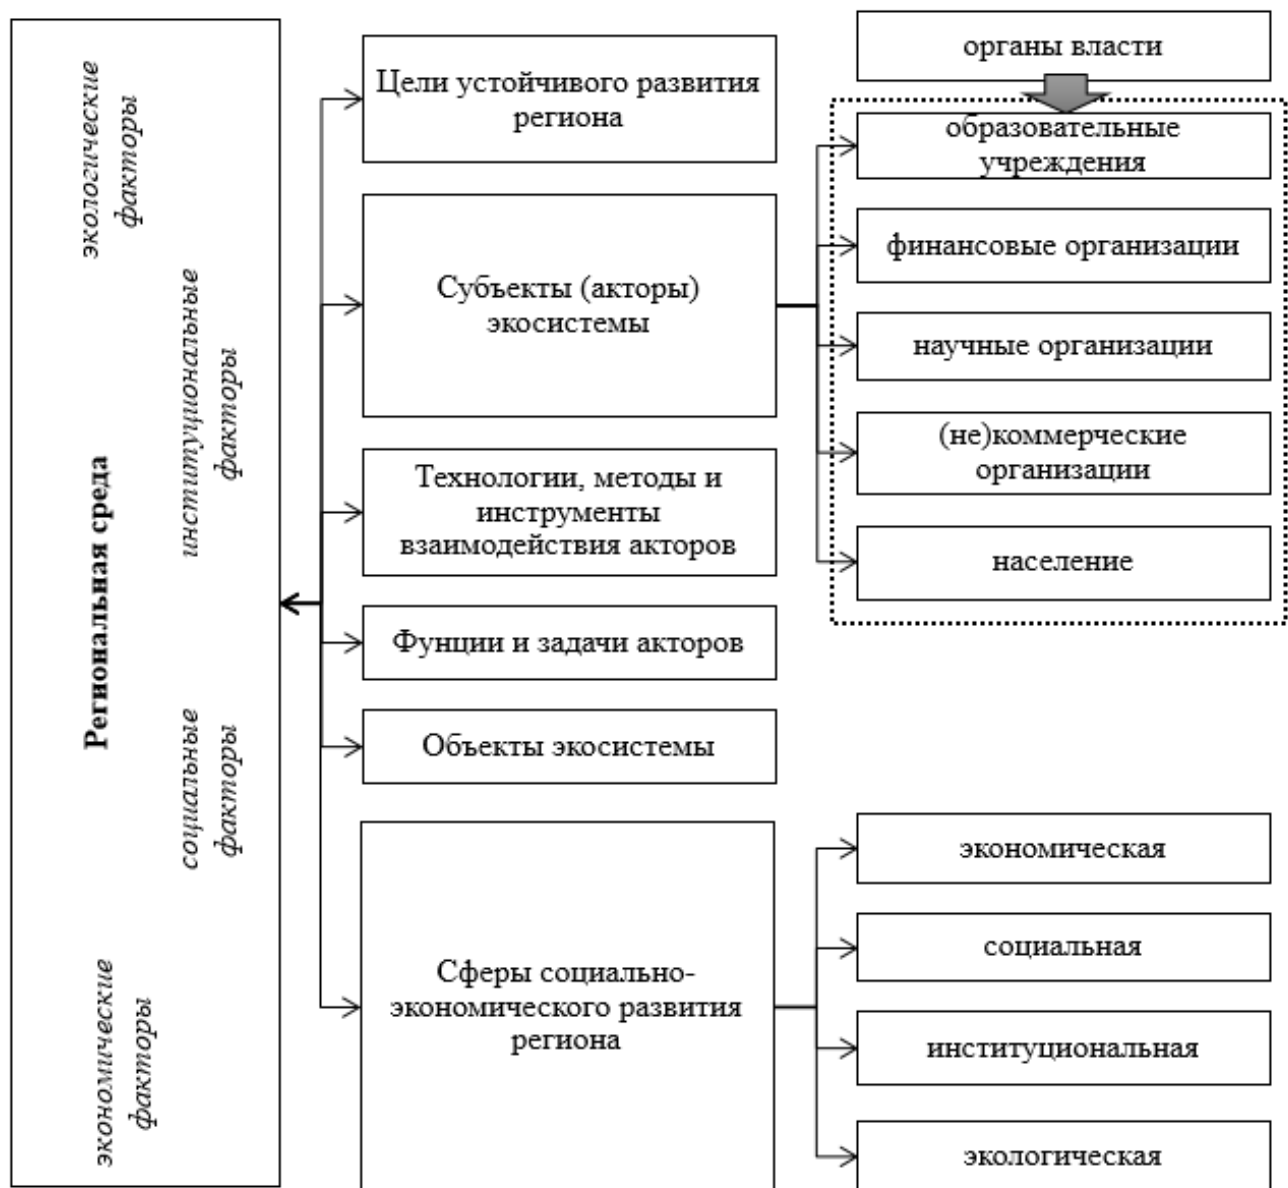 экологические
факторы
институциональные
факторы
Региональная среда
социальные
факторы
экономические
факторы
Цели устойчивого развития
региона
Субъекты (акторы)
экосистемы
Технологии, методы и
инструменты
взаимодействия акторов
Фунции и задачи акторов
Объекты экосистемы
Сферы социально-
экономического развития
региона
органы власти
образовательные
учреждения
финансовые организации
научные организации
(не)коммерческие
организации
население
экономическая
социальная
институциональная
экологическая